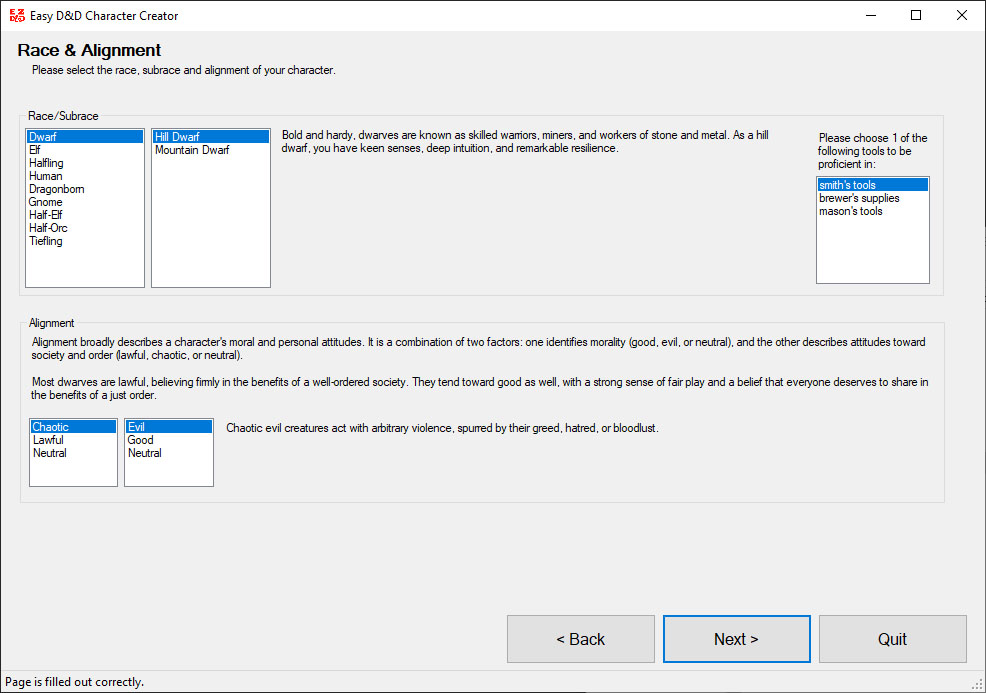 EZ
D&D
Easy D&D Character Creator
Race & Alignment
Please select the race, subrace and alignment of your character.
Race/Subrace
Dwarf
Elf
Halfling
Human
Dragonborn
Gnome
Half-Elf
Half-Orc
Tiefling
Hill Dwarf
Mountain Dwarf
Bold and hardy, dwarves are known as skilled warriors, miners, and workers of stone and metal. As a hill
dwarf, you have keen senses, deep intuition, and remarkable resilience.
Please choose 1 of the
following tools to be
proficient in:
smith's tools
brewer's supplies
mason's tools
Alignment
Alignment broadly describes a character's moral and personal attitudes. It is a combination of two factors: one identifies morality (good, evil, or neutral), and the other describes attitudes toward
society and order (lawful, chaotic, or neutral).
Most dwarves are lawful, believing firmly in the benefits of a well-ordered society. They tend toward good as well, with a strong sense of fair play and a belief that everyone deserves to share in
the benefits of a just order.
Chaotic
Lawful
Neutral
Evil
Good
Neutral
Chaotic evil creatures act with arbitrary violence, spurred by their greed, hatred, or bloodlust.
< Back
Next >
Quit
Page is filled out correctly.